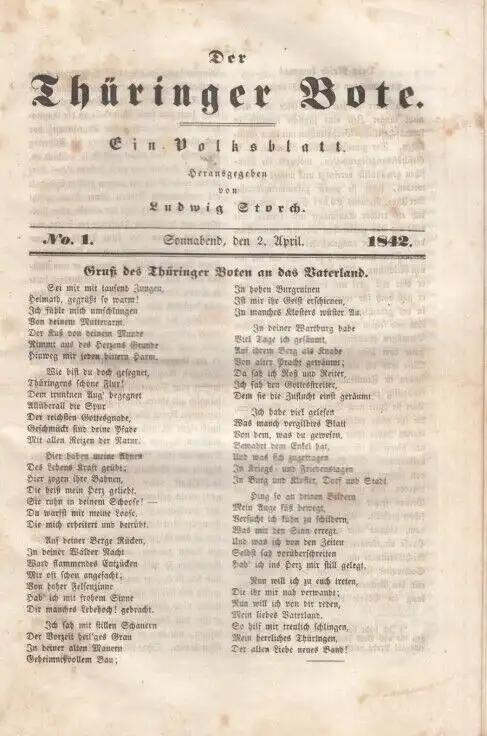 Der
Thüringer Bote.
Ein Volksblatt.
Herausgegeben
von
Ludwig Storch.
No. 1.
Sonnabend, den 2. April.
1842.
Gruß des Thüringer Boten an das Vaterland.
Sei mir mit tausend Zungen,
Heimath, gegrüßt so warm!
Ich fühle mich umschlungen
Von deinem Mutterarm.
Der Kuß von deinem Munde
Nimmt aus des Herzens Grunde
Hinweg mir jeden bittern Harm.
Wie bist du doch gesegnet,
Thüringens schöne Flur!
Dem trunknen Aug' begegnet
Allüberall die Spur
Der reichsten Gottesgnade,
Geschmückt sind deine Pfade
Mit allen Reizen der Natur.
Hier haben meine Ahnen
Des Lebens Kraft geübt;
Hier zogen ihre Bahnen,
Die heiß mein Herz geliebt.
Sie ruhn in deinem Schoose! —
Du warfst mir meine Loose,
Die mich erheitert und betrübt.
Auf deiner Berge Rücken,
In deiner Wälder Nacht
Ward flammendes Entzücken
Mir oft schon angefacht;
Von hoher Felsenzinne
Hab' ich mit frohem Sinne
Dir manches Lebehoch! gebracht.
Ich sah mit stillen Schauern
Der Vorzeit heil'ges Grau
In deiner alten Mauern
Geheimnißvollem Bau;
In hohen Burgruinen
Ist mir ihr Geist erschienen,
In manches Klosters wüster Au.
In deiner Wartburg habe
Viel Tage ich gesäumt,
Auf ihrem Berg als Knabe
Von alter Pracht geträumt;
Da sah ich Roß und Reiter,
Ich sah den Gottesstreiter,
Dem sie die Zuflucht einst geräumt.
Ich habe viel gelesen
Was manch vergilbtes Blatt
Von dem, was du gewesen,
Bewahrt dem Enkel hat,
Und was sich zugetragen
In Kriegs- und Friedenstagen
In Burg und Kloster, Dorf und Stadt.
Hing so an deinen Bildern
Mein Auge süß bewegt,
Versucht ich kühn zu schildern,
Was mir den Sinn erregt.
Und was ich von den Zeiten
Selbst sah vorüberschreiten
Hab' ich ins Herz mir still gelegt.
Nun will ich zu euch treten,
Die ihr mir nah verwandt;
Nun will ich von dir reden,
Mein liebes Vaterland.
So hilf mir treulich schlingen,
Mein herrliches Thüringen,
Der alten Liebe neues Band!